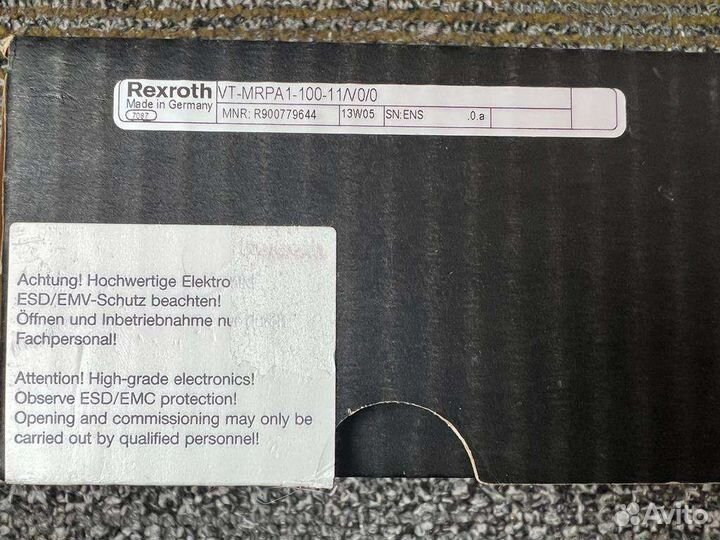 Rexroth VT-MRPA1-100-11/V0/0
Made in Germany
7087 MNR: R900779644 13W05 SN:ENS .0.a
Achtung! Hochwertige Elektro
ESD/EMV-Schutz beachten!
Öffnen und Inbetriebnahme nu
Fachpersonal!
Attention! High-grade electronics!
Observe ESD/EMC protection!
Opening and commissioning may only be
carried out by qualified personnel!
Avito